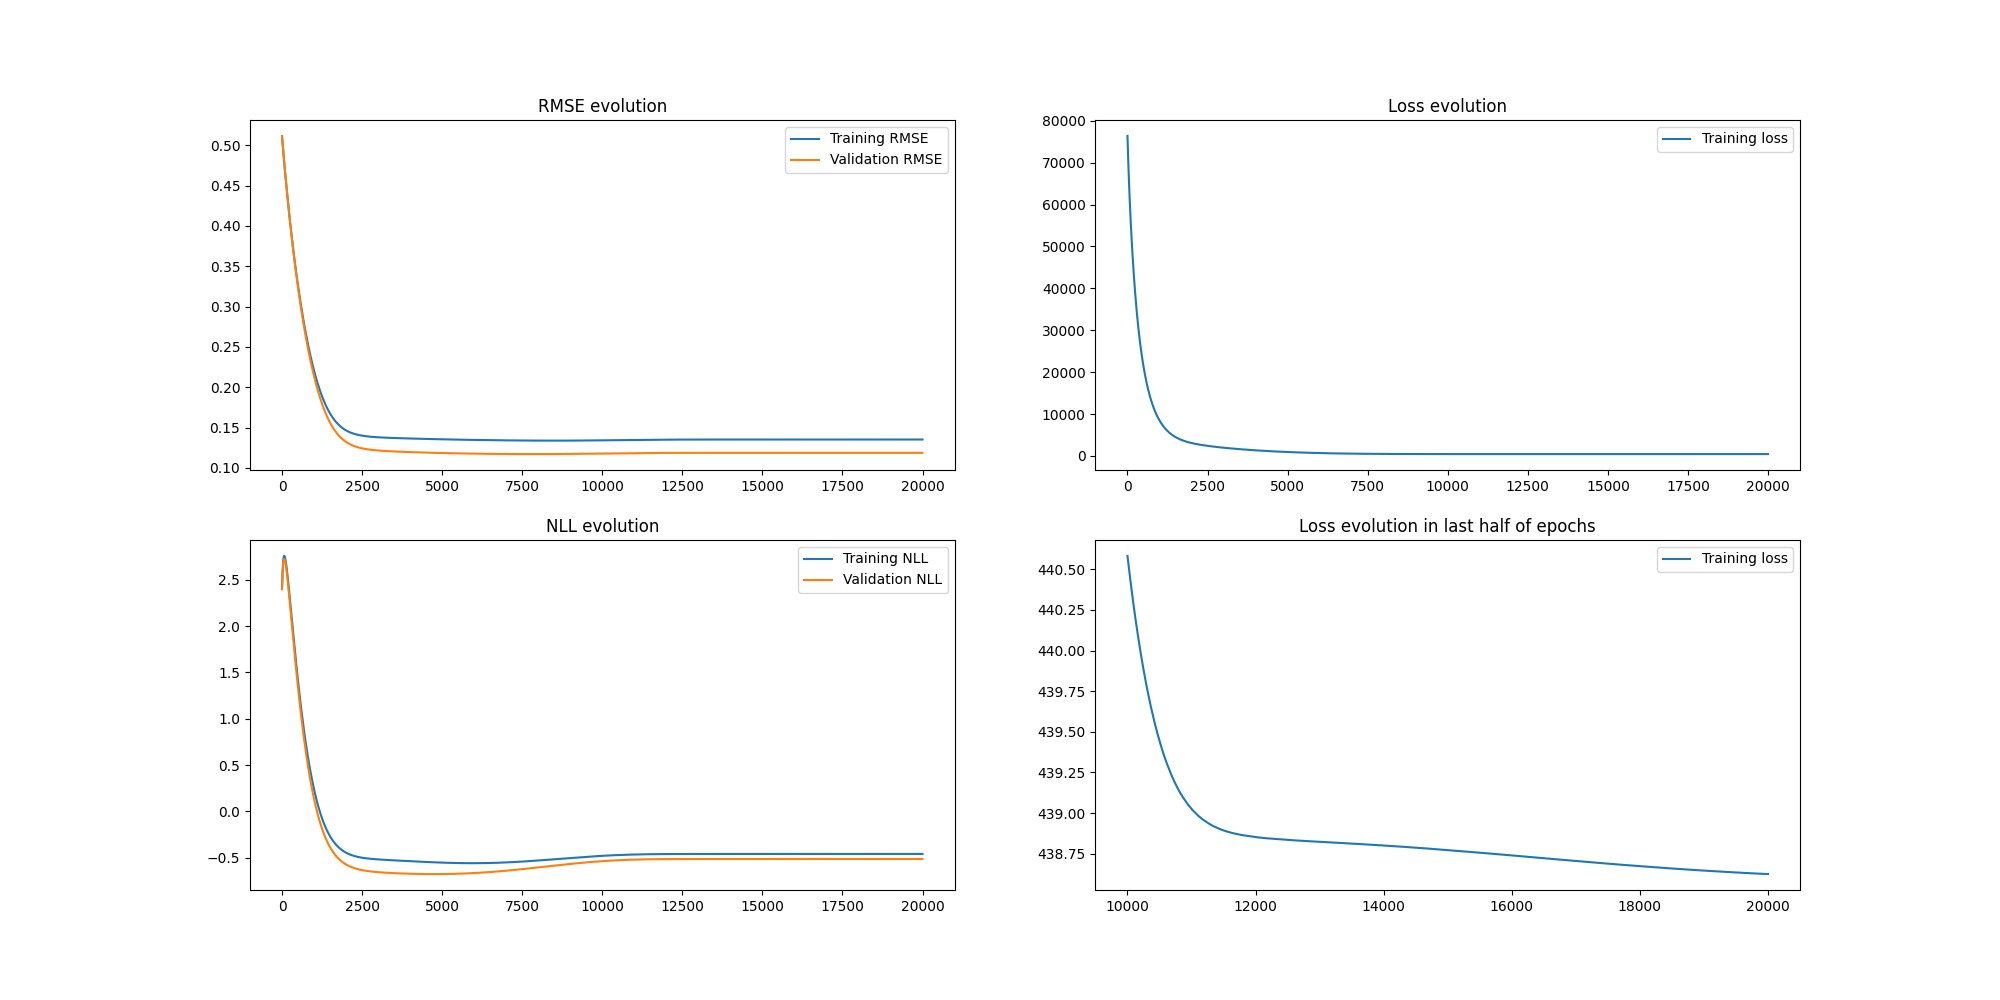 RMSE evolution
0.50
0.45
0.40
0.35
0.30
0.25
0.20
0.15
0.10
Training RMSE
Validation RMSE
0 2500 5000 7500 10000 12500 15000 17500 20000
Loss evolution
80000
70000
60000
50000
40000
30000
20000
10000
0
Training loss
0 2500 5000 7500 10000 12500 15000 17500 20000
NLL evolution
2.5
2.0
1.5
1.0
0.5
0.0
−0.5
Training NLL
Validation NLL
0 2500 5000 7500 10000 12500 15000 17500 20000
Loss evolution in last half of epochs
440.50
440.25
440.00
439.75
439.50
439.25
439.00
438.75
Training loss
10000 12000 14000 16000 18000 20000